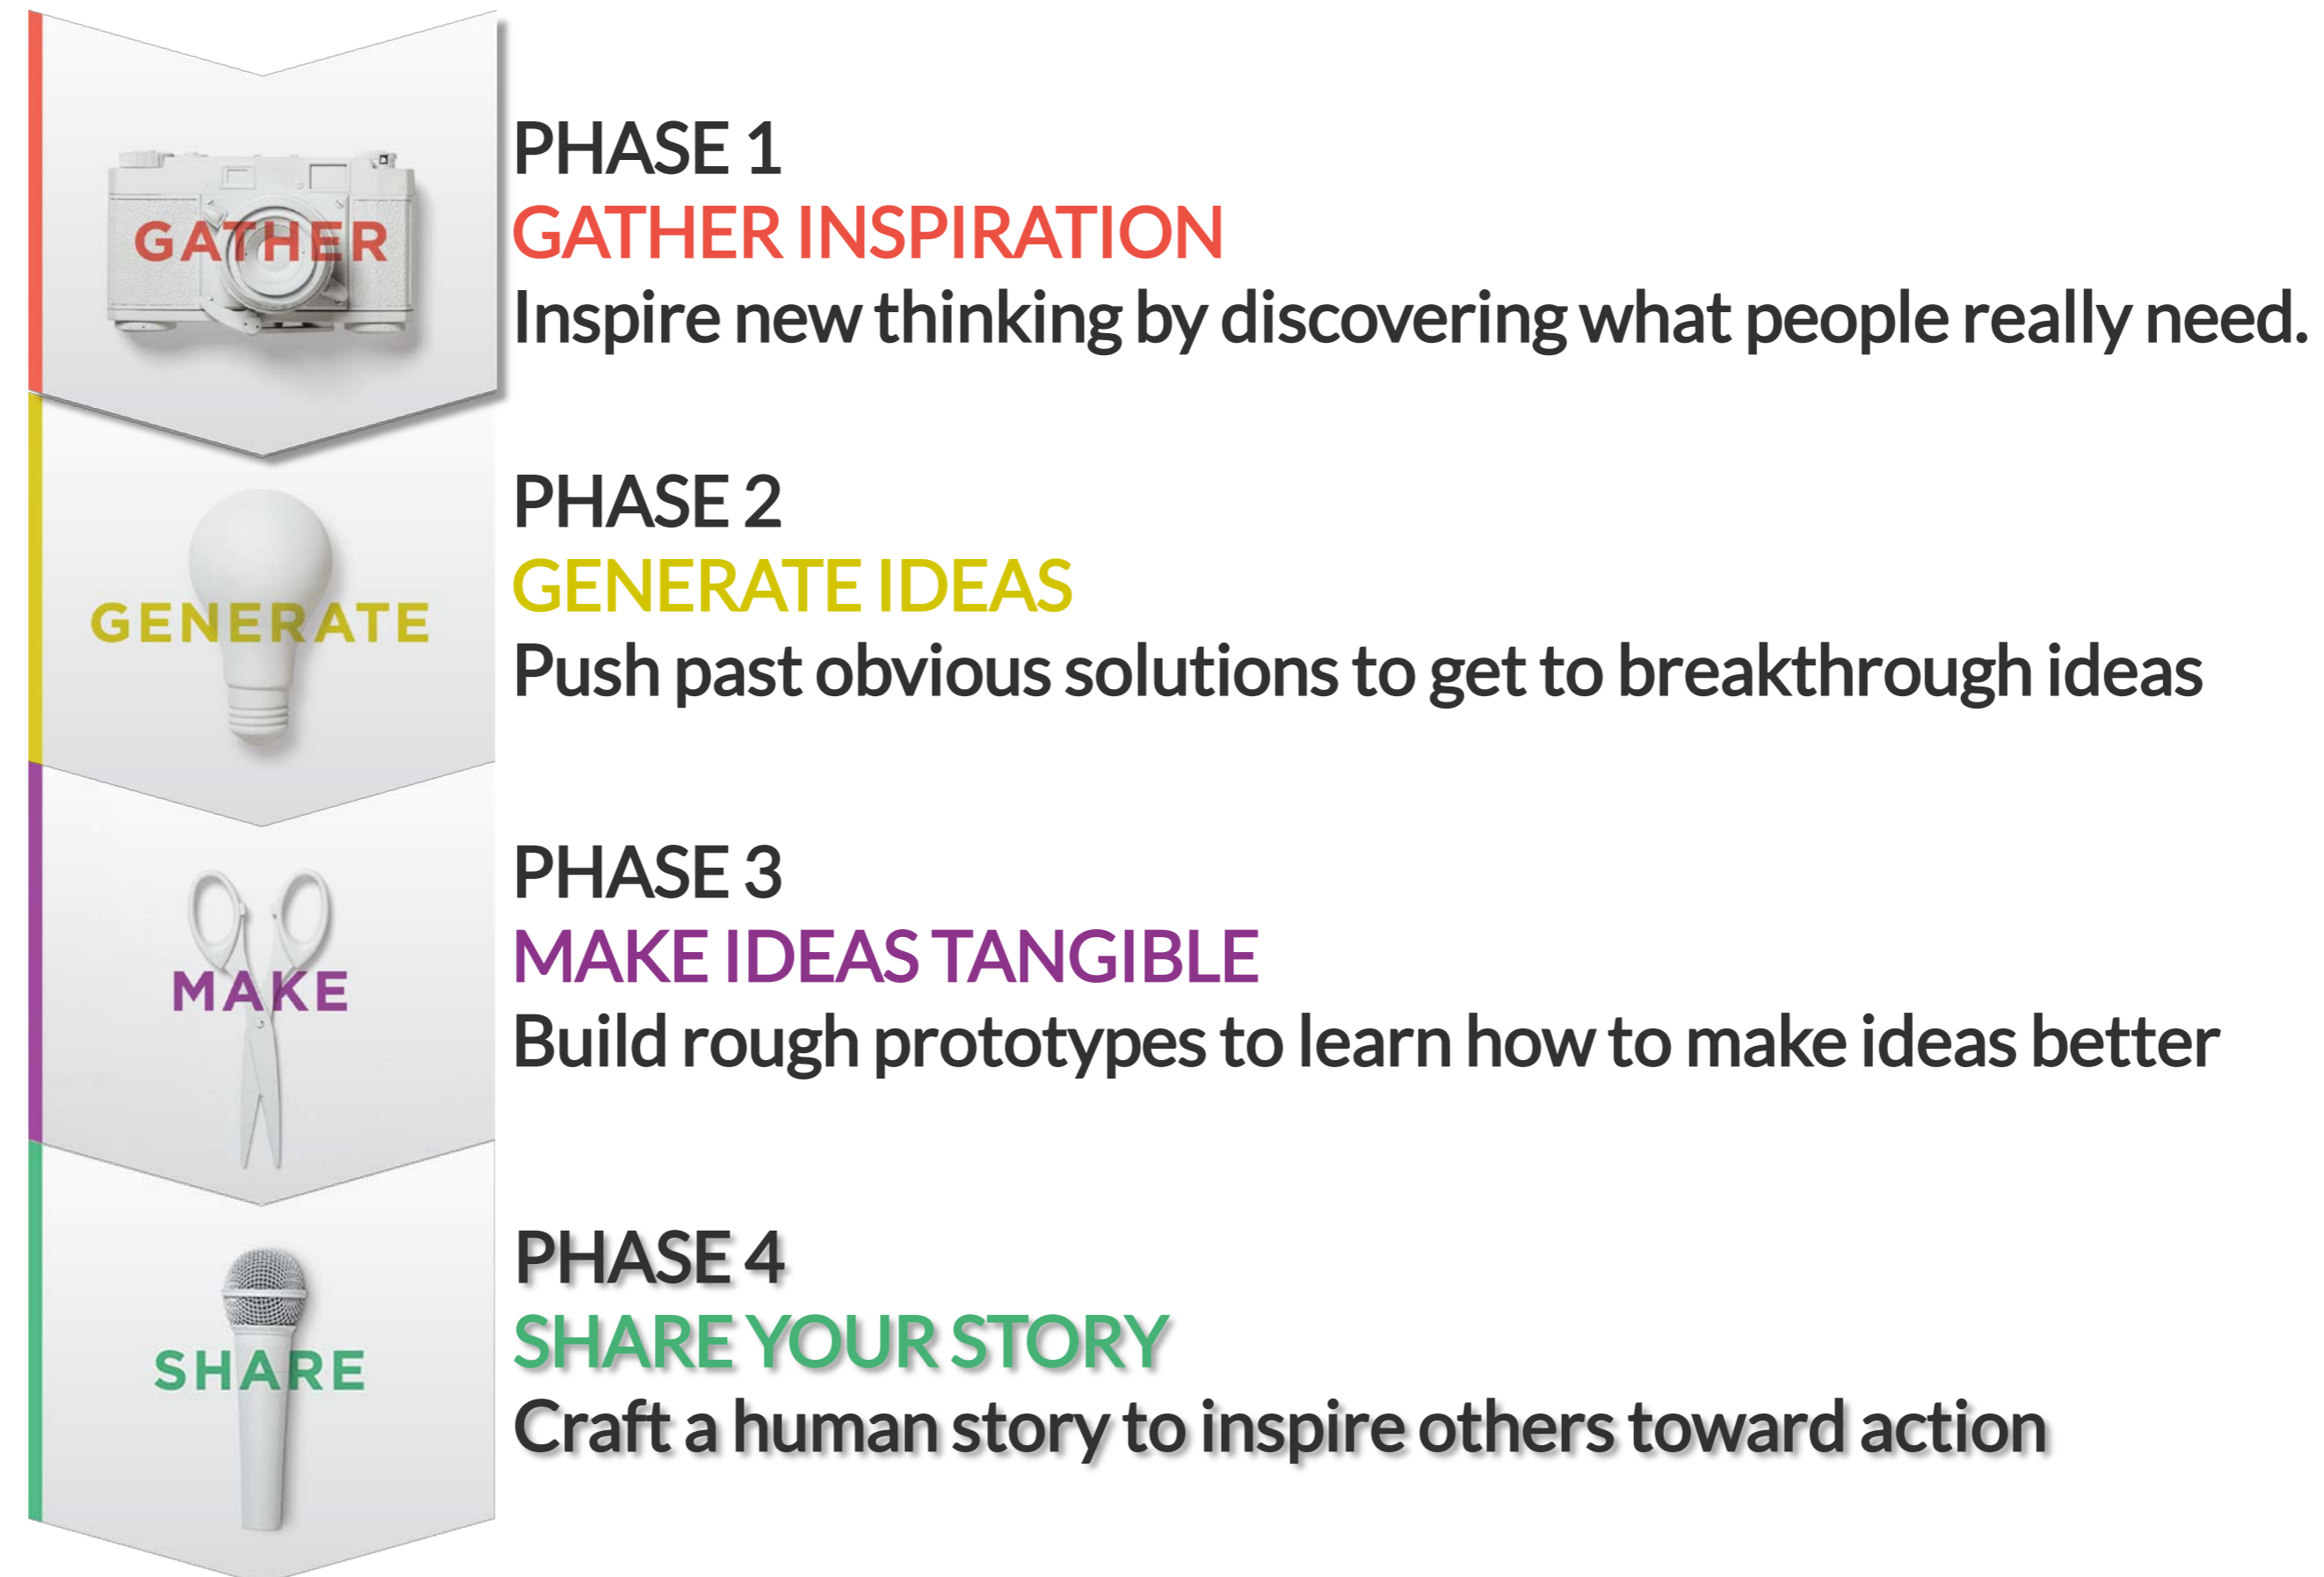 GATHER
PHASE 1
GATHER INSPIRATION
Inspire new thinking by discovering what people really need.
GENERATE
PHASE 2
GENERATE IDEAS
Push past obvious solutions to get to breakthrough ideas
MAKE
PHASE 3
MAKE IDEAS TANGIBLE
Build rough prototypes to learn how to make ideas better
SHARE
PHASE 4
SHARE YOUR STORY
Craft a human story to inspire others toward action